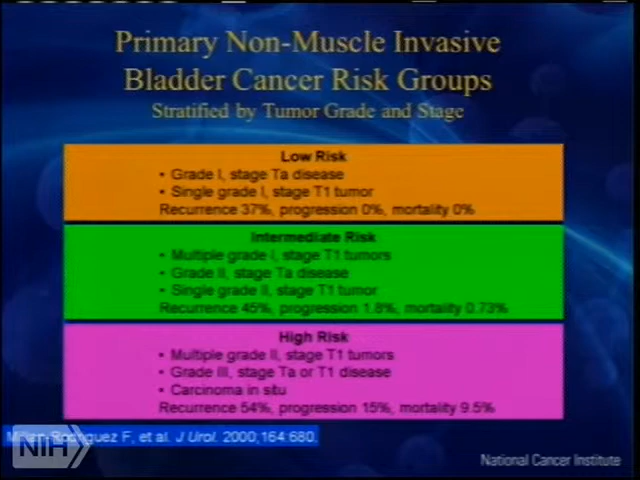 Primary Non-Muscle Invasive
Bladder Cancer Risk Groups
Stratified by Tumor Grade and Stage
Low Risk
• Grade I, stage Ta disease
• Single grade I, stage T1 tumor
Recurrence 37%, progression 0%, mortality 0%
Intermediate Risk
• Multiple grade I, stage T1 tumors
• Grade II, stage Ta disease
• Single grade II, stage T1 tumor
Recurrence 45%, progression 1.8%, mortality 0.73%
High Risk
• Multiple grade II, stage T1 tumors
• Grade III, stage Ta or T1 disease
• Carcinoma in situ
Recurrence 54%, progression 15%, mortality 9.5%
F, et al. J Urol. 2000;164:680.
NIH
National Cancer Institute